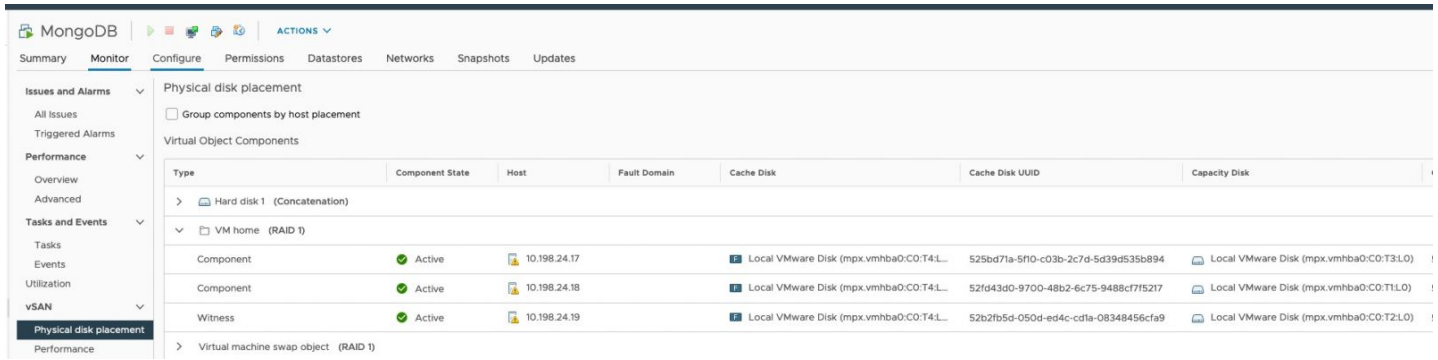 MongoDB ACTIONS
Summary Monitor Configure Permissions Datastores Networks Snapshots Updates
Issues and Alarms
All Issues
Triggered Alarms
Performance
Overview
Advanced
Tasks and Events
Tasks
Events
Utilization
vSAN
Physical disk placement
Performance
Physical disk placement
Group components by host placement
Virtual Object Components
Type Component State Host Fault Domain Cache Disk Cache Disk UUID Capacity Disk
Hard disk 1 (Concatenation)
VM home (RAID 1)
Component Active 10.198.24.17 Local VMware Disk (mpx.vmhba0:C0:T4:L... 525bd71a-5f10-c03b-2c7d-5d39d535b894 Local VMware Disk (mpx.vmhba0:C0:T3:L0)
Component Active 10.198.24.18 Local VMware Disk (mpx.vmhba0:C0:T4:L... 52fd43d0-9700-48b2-6c75-9488cf7f5217 Local VMware Disk (mpx.vmhba0:C0:T1:L0)
Witness Active 10.198.24.19 Local VMware Disk (mpx.vmhba0:C0:T4:L... 52b2fb5d-050d-ed4c-cd1a-08348456cfa9 Local VMware Disk (mpx.vmhba0:C0:T2:L0)
Virtual machine swap object (RAID 1)